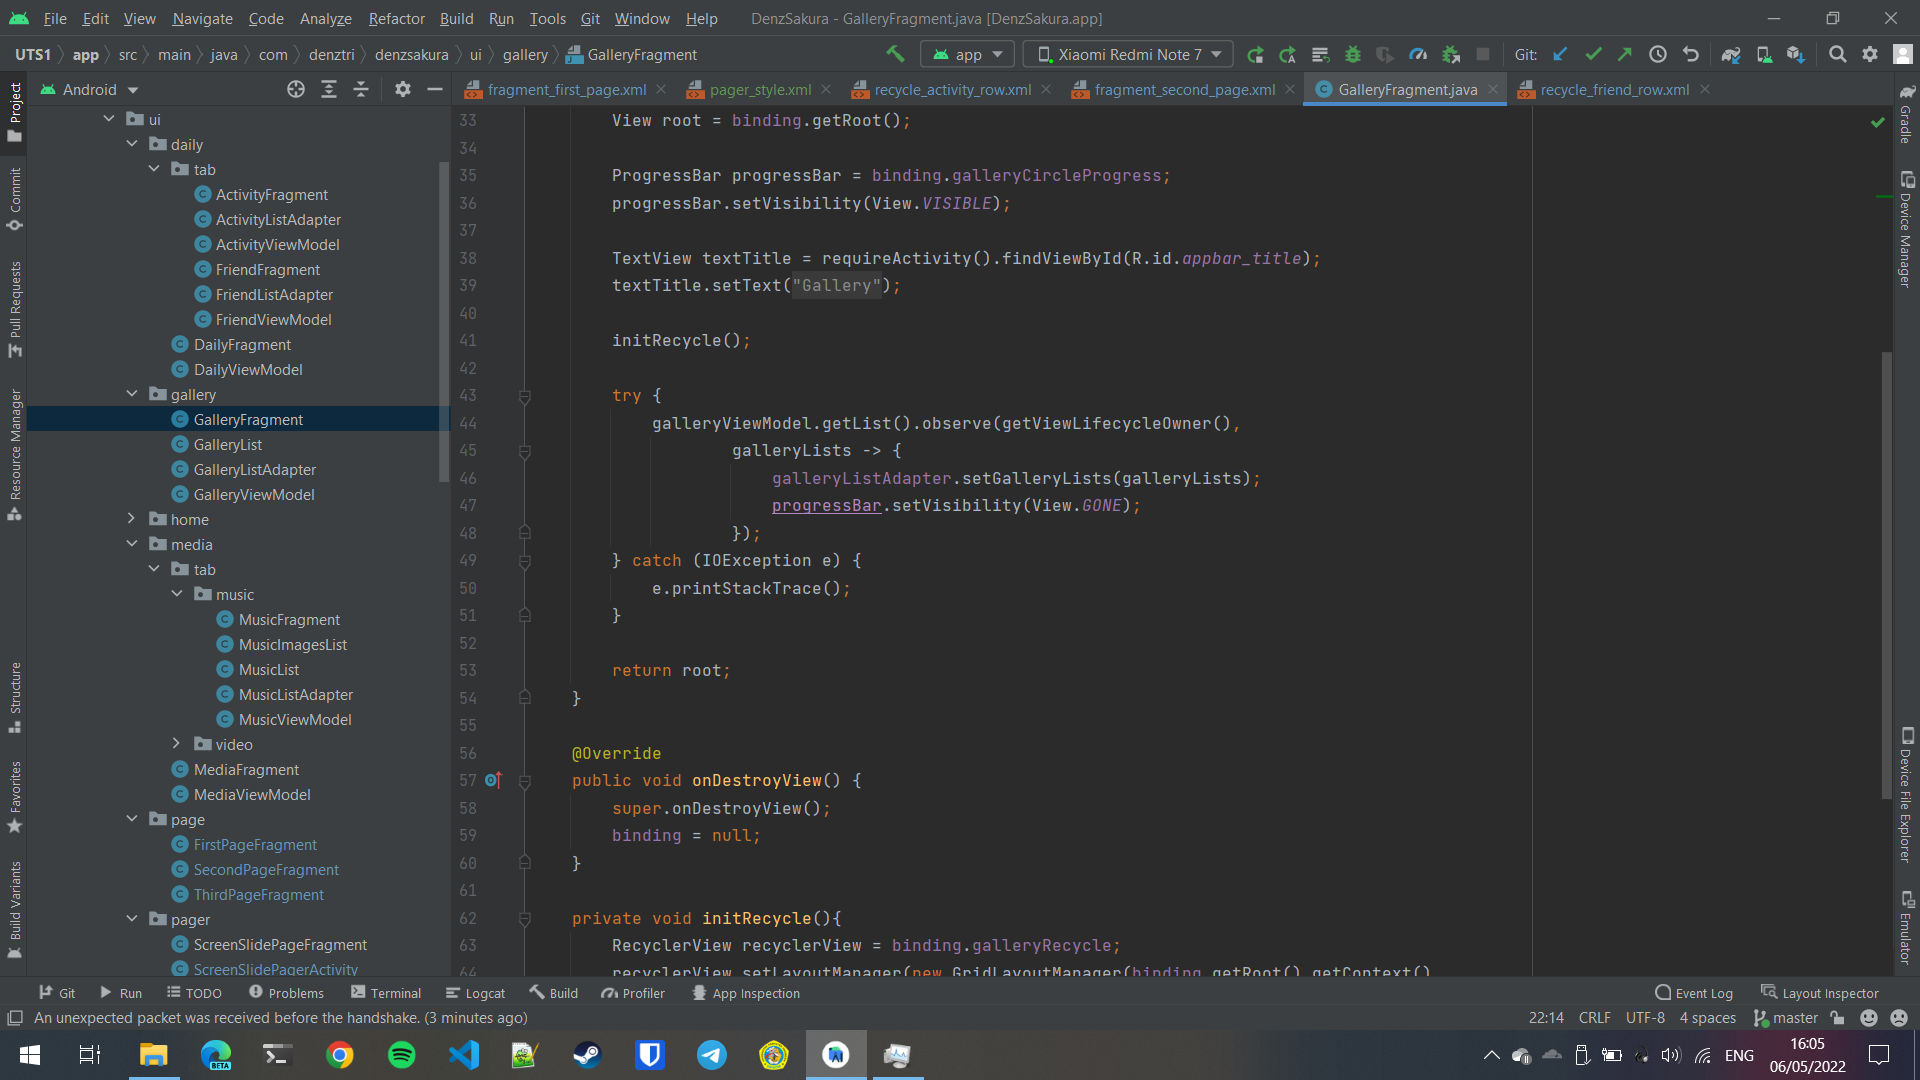 File Edit View Navigate Code Analyze Refactor Build Run Tools Git Window Help DenzSakura - GalleryFragment.java [DenzSakura.app]
UTS1 app src main java com denztri denzsakura ui gallery GalleryFragment app Xiaomi Redmi Note 7 Git:
Android
fragment_first_page.xml pager_style.xml recycle_activity_row.xml fragment_second_page.xml GalleryFragment.java recycle_friend_row.xml
Project
Commit
Pull Requests
Resource Manager
Structure
Favorites
Build Variants
ui
daily
tab
ActivityFragment
ActivityListAdapter
ActivityViewModel
FriendFragment
FriendListAdapter
FriendViewModel
DailyFragment
DailyViewModel
gallery
GalleryFragment
GalleryList
GalleryListAdapter
GalleryViewModel
home
media
tab
music
MusicFragment
MusicImagesList
MusicList
MusicListAdapter
MusicViewModel
video
MediaFragment
MediaViewModel
page
FirstPageFragment
SecondPageFragment
ThirdPageFragment
pager
ScreenSlidePageFragment
ScreenSlidePagerActivity
33 View root = binding.getRoot();
34
35 ProgressBar progressBar = binding.galleryCircleProgress;
36 progressBar.setVisibility(View.VISIBLE);
37
38 TextView textTitle = requireActivity().findViewById(R.id.appbar_title);
39 textTitle.setText("Gallery");
40
41 initRecycle();
42
43 try {
44 galleryViewModel.getList().observe(getViewLifecycleOwner(),
45 galleryLists -> {
46 galleryListAdapter.setGalleryLists(galleryLists);
47 progressBar.setVisibility(View.GONE);
48 });
49 } catch (IOException e) {
50 e.printStackTrace();
51 }
52
53 return root;
54 }
55
56 @Override
57 public void onDestroyView() {
58 super.onDestroyView();
59 binding = null;
60 }
61
62 private void initRecycle(){
63 RecyclerView recyclerView = binding.galleryRecycle;
64 recyclerView.setLayoutManager(new GridLayoutManager(binding.getRoot().getContext()
Gradle
Device Manager
Device File Explorer
Emulator
Git Run TODO Problems Terminal Logcat Build Profiler App Inspection Event Log Layout Inspector
An unexpected packet was received before the handshake. (3 minutes ago) 22:14 CRLF UTF-8 4 spaces master
BETA
ENG
16:05
06/05/2022